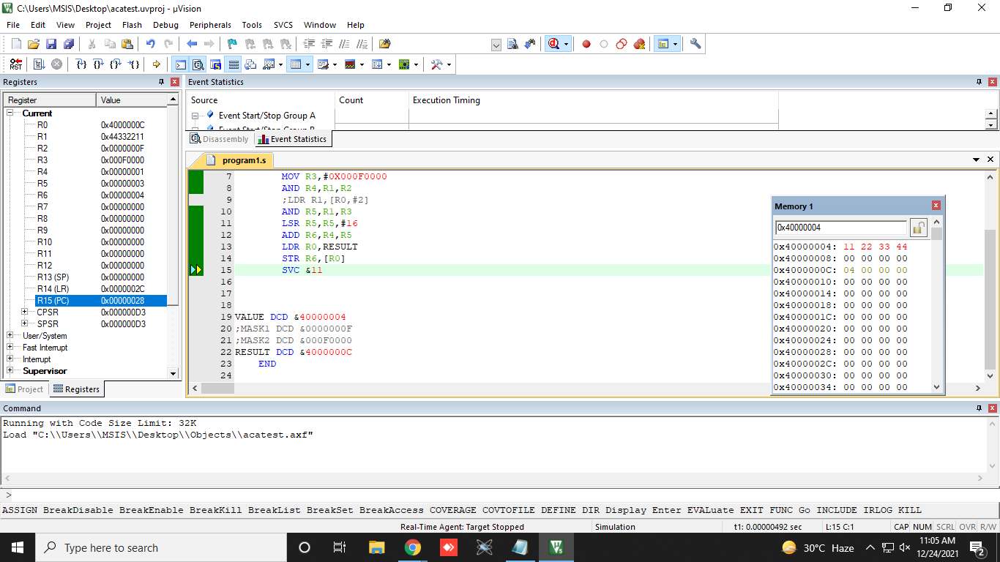 C:\Users\MSIS\Desktop\acatest.uvproj - µVision
File Edit View Project Flash Debug Peripherals Tools SVCS Window Help
RST
Registers
Register Value
Current
R0 0x4000000C
R1 0x44332211
R2 0x0000000F
R3 0x000F0000
R4 0x00000001
R5 0x00000003
R6 0x00000004
R7 0x00000000
R8 0x00000000
R9 0x00000000
R10 0x00000000
R11 0x00000000
R12 0x00000000
R13 (SP) 0x00000000
R14 (LR) 0x0000002C
R15 (PC) 0x00000028
CPSR 0x000000D3
SPSR 0x000000D3
User/System
Fast Interrupt
Interrupt
Supervisor
Project Registers
Event Statistics
Source Count Execution Timing
Event Start/Stop Group A
Event Start/Stop Group B
Disassembly Event Statistics
program1.s
7 MOV R3,#0X000F0000
8 AND R4,R1,R2
9 ;LDR R1,[R0,#2]
10 AND R5,R1,R3
11 LSR R5,R5,#16
12 ADD R6,R4,R5
13 LDR R0,RESULT
14 STR R6,[R0]
15 SVC &11
16
17
18
19 VALUE DCD &40000004
20 ;MASK1 DCD &0000000F
21 ;MASK2 DCD &000F0000
22 RESULT DCD &4000000C
23 END
24
Memory 1
0x40000004
0x40000004: 11 22 33 44
0x40000008: 00 00 00 00
0x4000000C: 04 00 00 00
0x40000010: 00 00 00 00
0x40000014: 00 00 00 00
0x40000018: 00 00 00 00
0x4000001C: 00 00 00 00
0x40000020: 00 00 00 00
0x40000024: 00 00 00 00
0x40000028: 00 00 00 00
0x4000002C: 00 00 00 00
0x40000030: 00 00 00 00
0x40000034: 00 00 00 00
Command
Running with Code Size Limit: 32K
Load "C:\\Users\\MSIS\\Desktop\\Objects\\acatest.axf"
>
ASSIGN BreakDisable BreakEnable BreakKill BreakList BreakSet BreakAccess COVERAGE COVTOFILE DEFINE DIR Display Enter EVALuate EXIT FUNC Go INCLUDE IRLOG KILL
Real-Time Agent: Target Stopped Simulation t1: 0.00000492 sec L:15 C:1 CAP NUM SCRL OVR R/W
Type here to search
30°C Haze
11:05 AM
12/24/2021
2